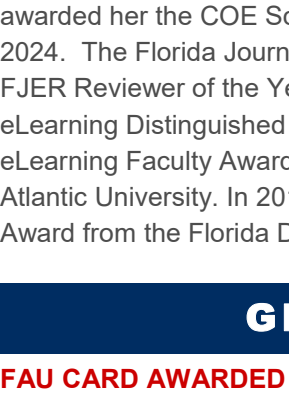 awarded her the COE Sc
2024. The Florida Journ
FJER Reviewer of the Ye
eLearning Distinguished
eLearning Faculty Award
Atlantic University. In 20
Award from the Florida D
G
FAU CARD AWARDED